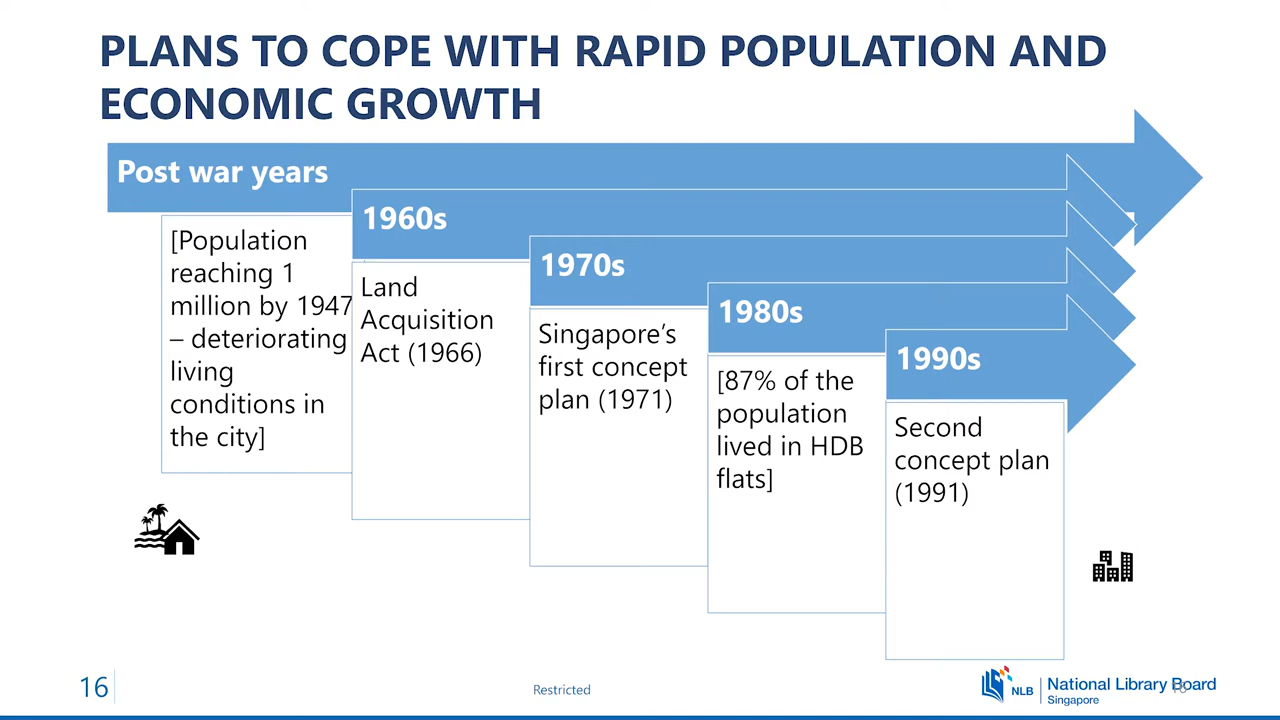 PLANS TO COPE WITH RAPID POPULATION AND
ECONOMIC GROWTH
Post war years
[Population
reaching 1
million by 1947
– deteriorating
living
conditions in
the city]
1960s
Land
Acquisition
Act (1966)
1970s
Singapore’s
first concept
plan (1971)
1980s
[87% of the
population
lived in HDB
flats]
1990s
Second
concept plan
(1991)
16
Restricted
NLB
National Library Board
Singapore
16